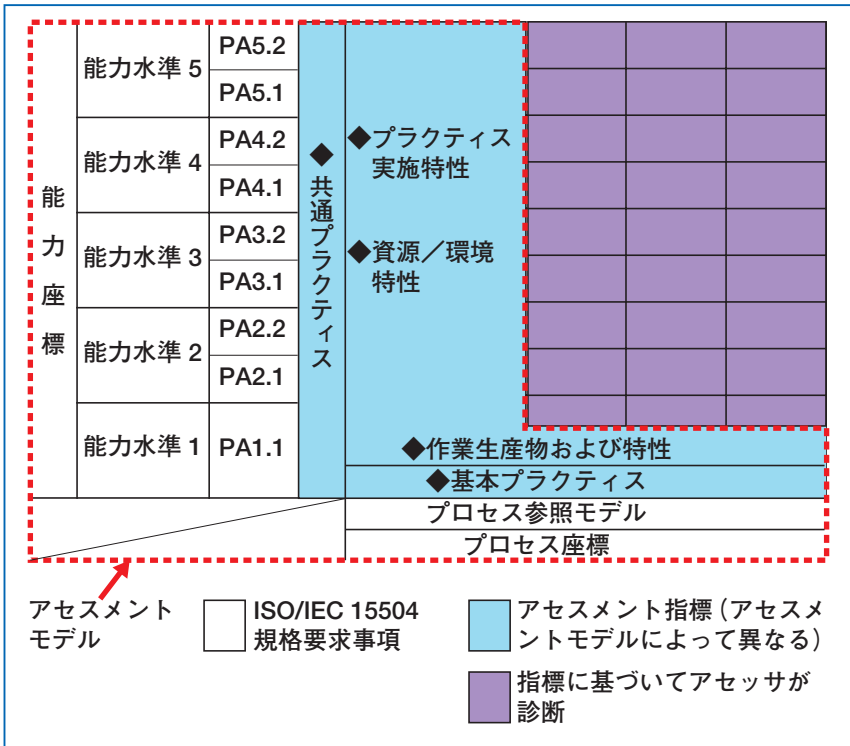 能力座標
能力水準 5
PA5.2
PA5.1
能力水準 4
PA4.2
PA4.1
能力水準 3
PA3.2
PA3.1
能力水準 2
PA2.2
PA2.1
能力水準 1
PA1.1
◆共通プラクティス
◆プラクティス
実施特性
◆資源／環境
特性
◆作業生産物および特性
◆基本プラクティス
プロセス参照モデル
プロセス座標
アセスメント
モデル
ISO/IEC 15504
規格要求事項
アセスメント指標（アセスメ
ントモデルによって異なる）
指標に基づいてアセッサが
診断